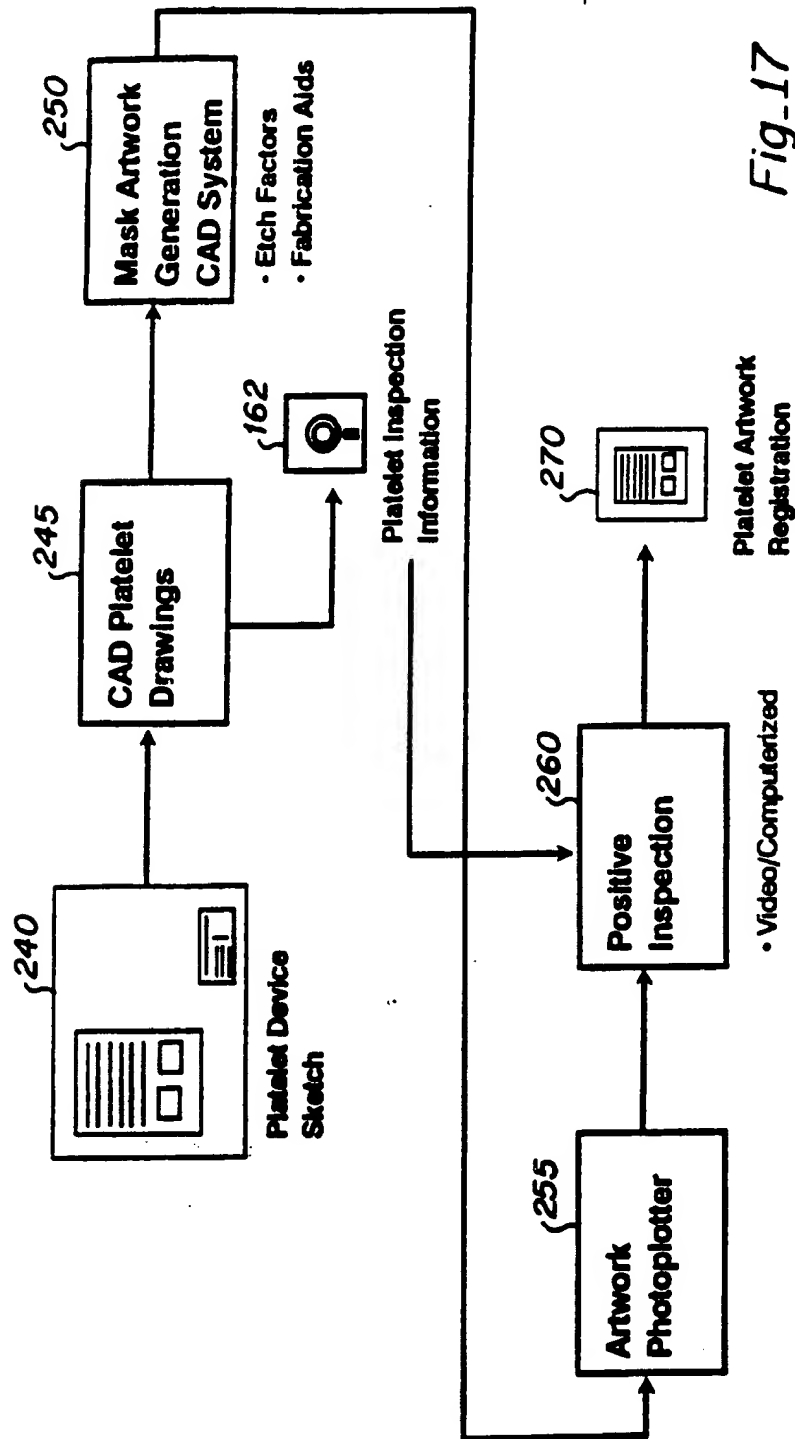 240
Platelet Device
Sketch
245
CAD Platelet
Drawings
250
Mask Artwork
Generation
CAD System
• Etch Factors
• Fabrication Aids
162
Platelet Inspection
Information
255
Artwork
Photoplotter
260
Positive
Inspection
• Video/Computerized
270
Platelet Artwork
Registration
Fig_17